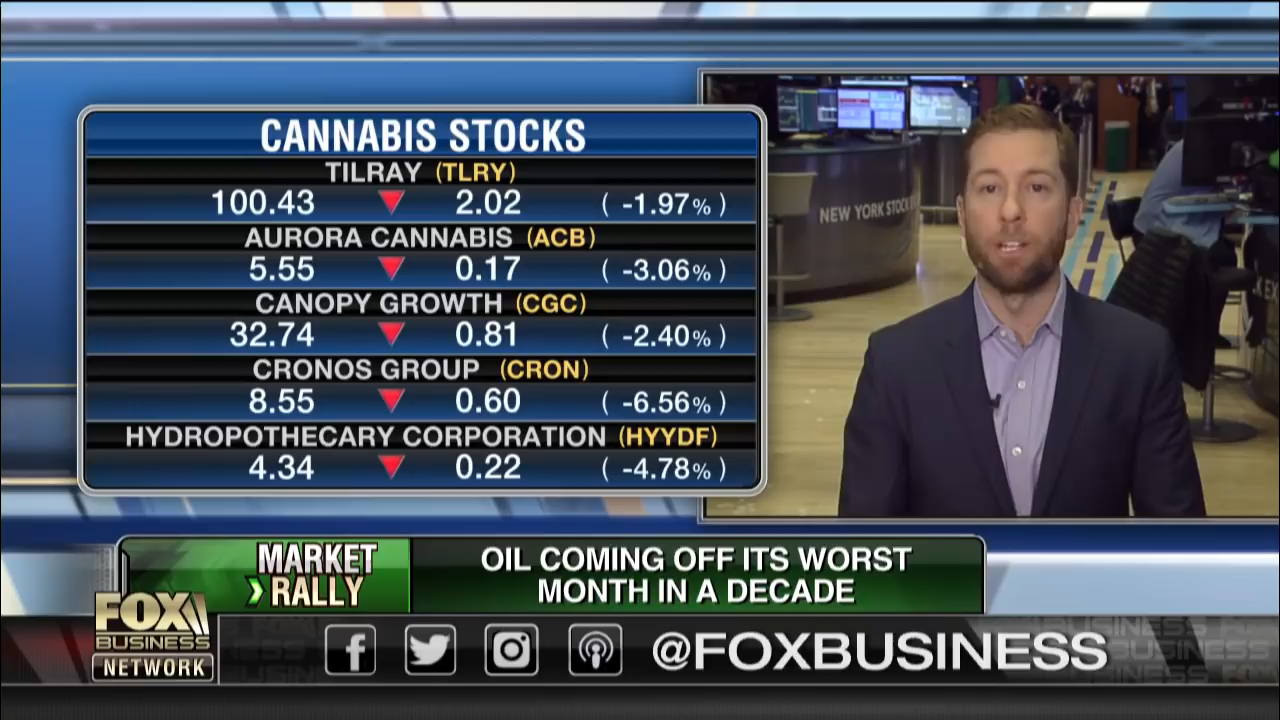 CANNABIS STOCKS
TILRAY (TLRY)
100.43 ▼ 2.02 ( -1.97% )
AURORA CANNABIS (ACB)
5.55 ▼ 0.17 ( -3.06% )
CANOPY GROWTH (CGC)
32.74 ▼ 0.81 ( -2.40% )
CRONOS GROUP (CRON)
8.55 ▼ 0.60 ( -6.56% )
HYDROPOTHECARY CORPORATION (HYYDF)
4.34 ▼ 0.22 ( -4.78% )
NEW YORK STOCK
MARKET
RALLY
OIL COMING OFF ITS WORST
MONTH IN A DECADE
FOX
BUSINESS
NETWORK
@FOXBUSINESS